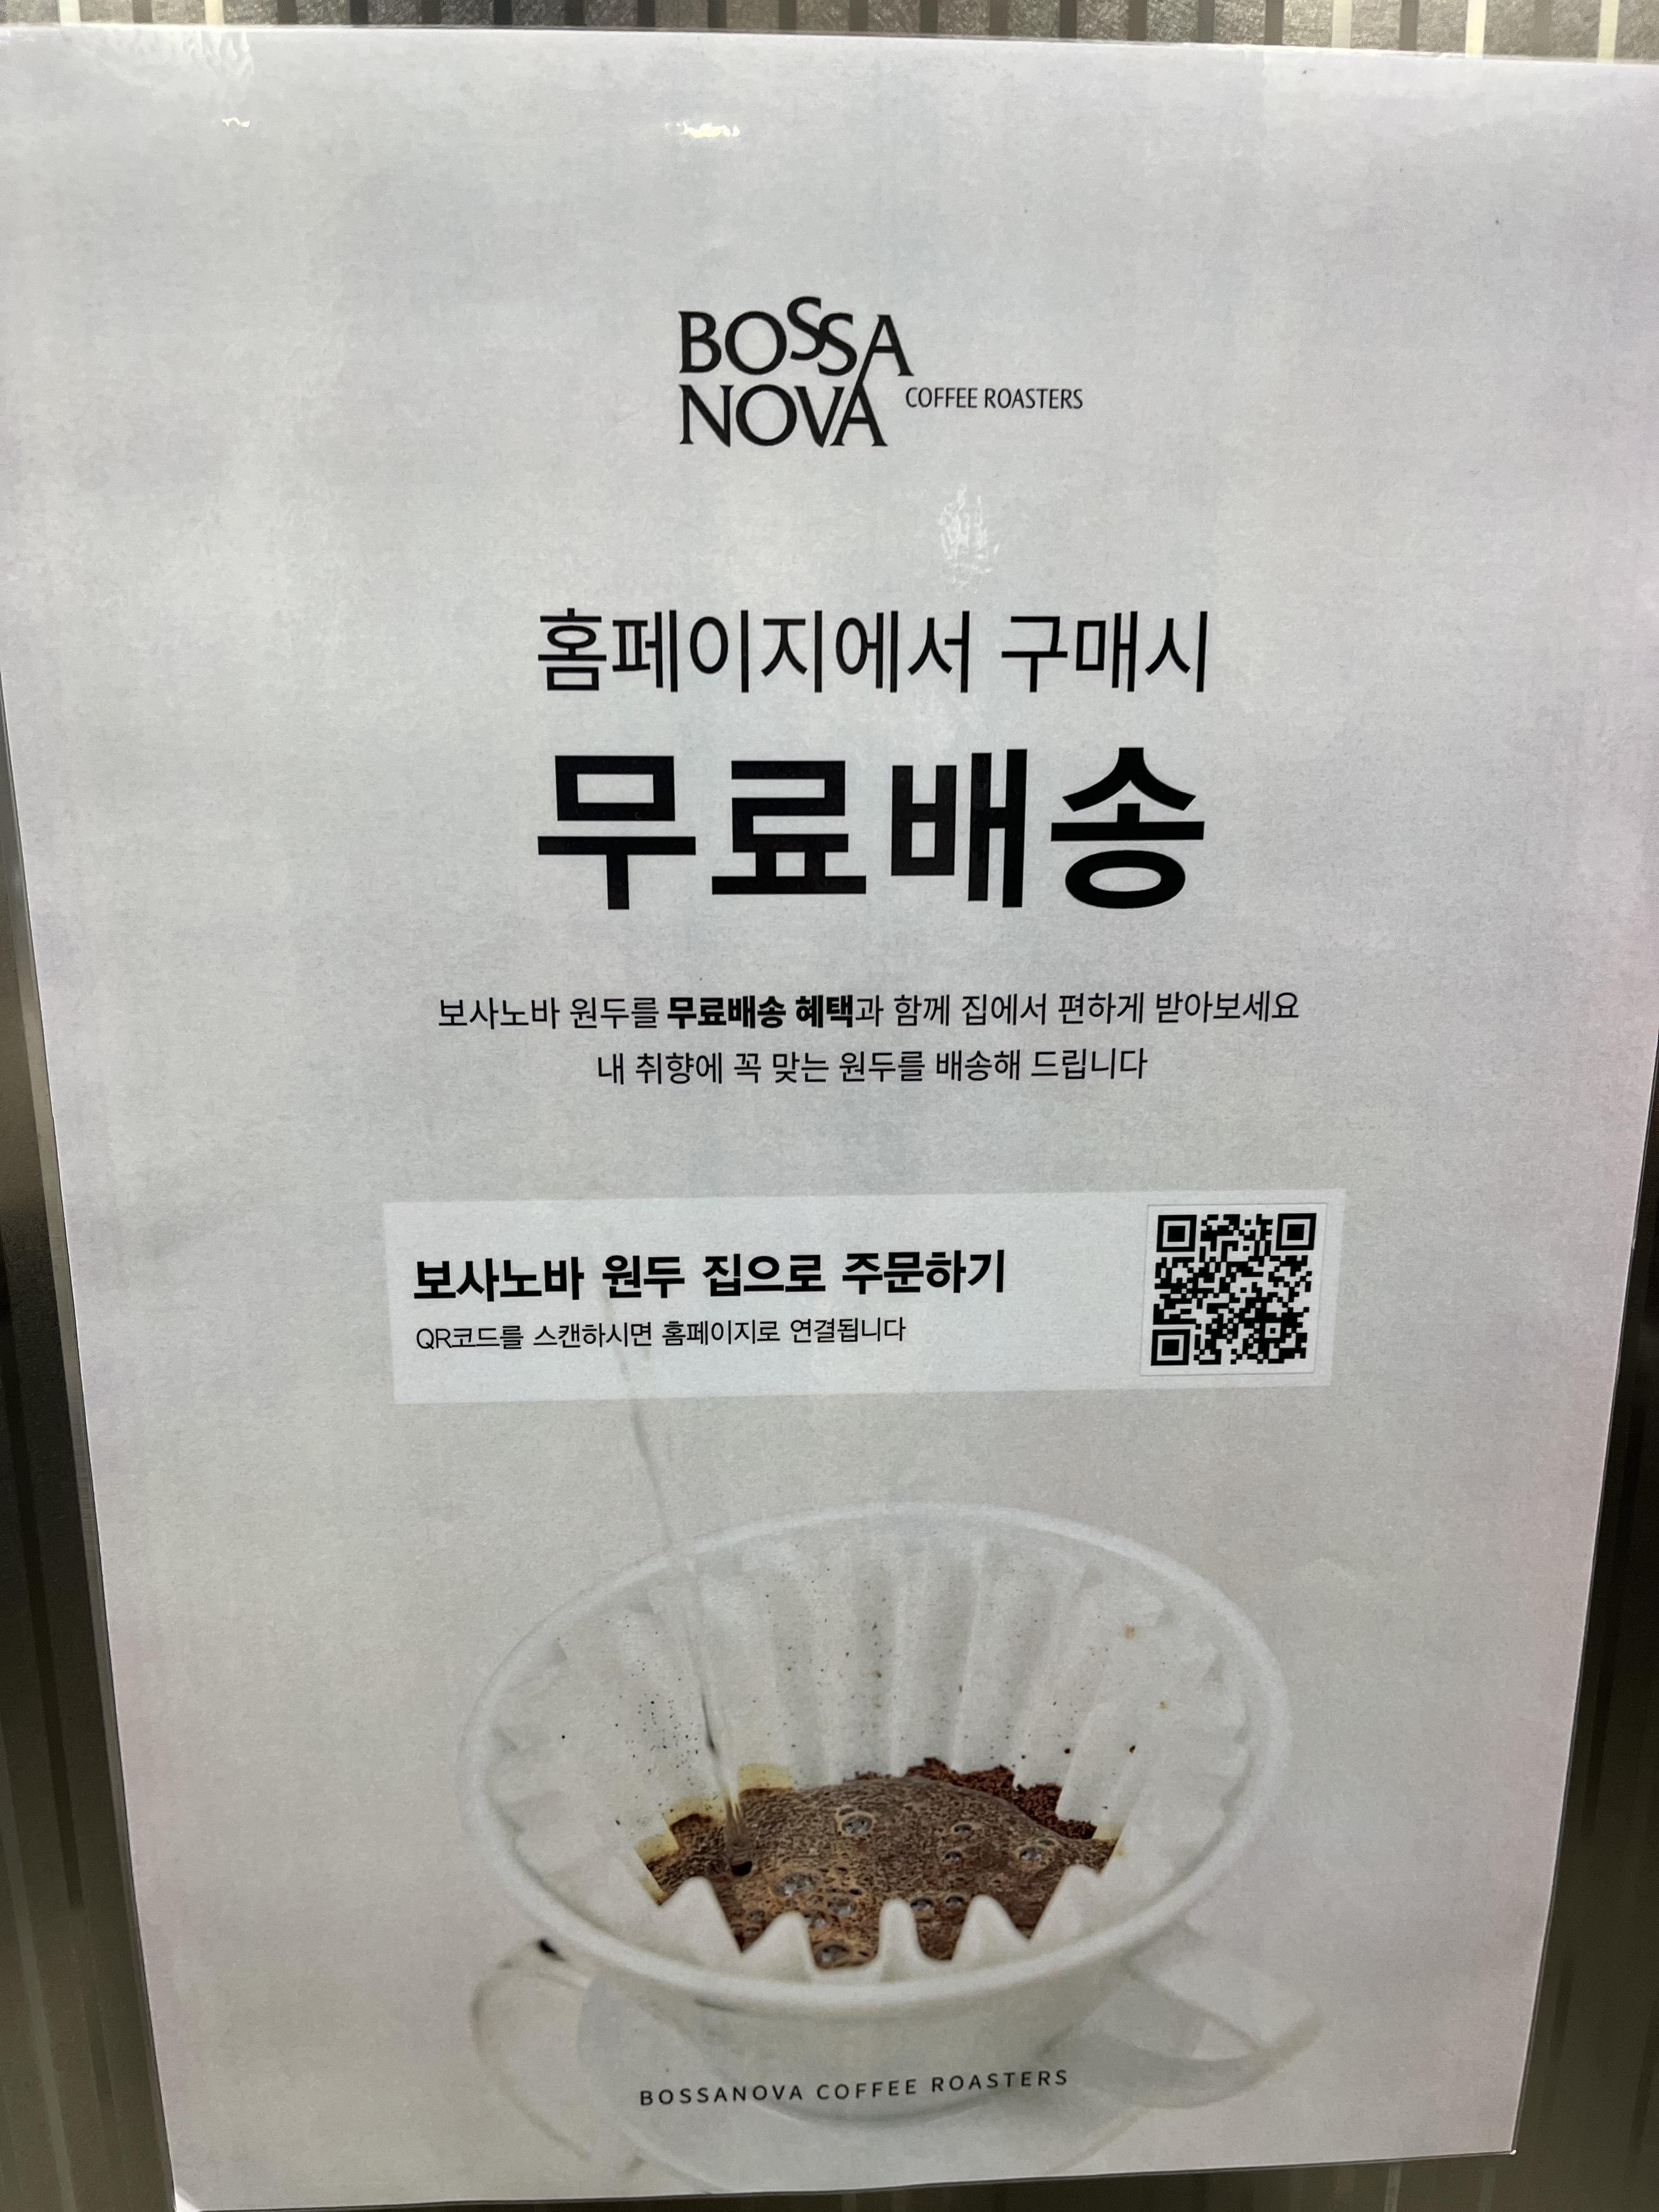 BOSSA
NOVA COFFEE ROASTERS
홈페이지에서 구매시
무료배송
보사노바 원두를 무료배송 혜택과 함께 집에서 편하게 받아보세요
내 취향에 꼭 맞는 원두를 배송해 드립니다
보사노바 원두 집으로 주문하기
QR코드를 스캔하시면 홈페이지로 연결됩니다
BOSSANOVA COFFEE ROASTERS